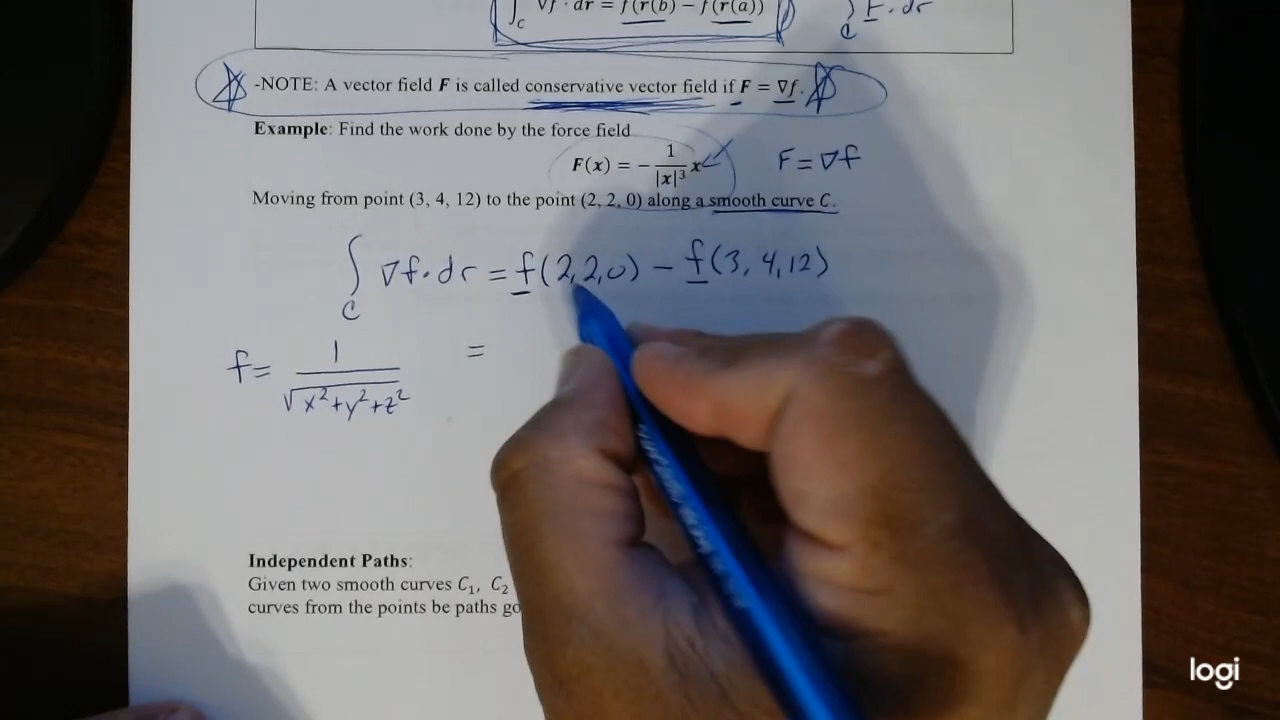 ∫_C ∇f · dr = f(r(b)) − f(r(a)) ∫_C F · dr
-NOTE: A vector field F is called conservative vector field if F = ∇f.
Example: Find the work done by the force field
F(x) = − 1/|x|³ x F = ∇f
Moving from point (3, 4, 12) to the point (2, 2, 0) along a smooth curve C.
∫_C ∇f · dr = f(2,2,0) − f(3,4,12)
f = 1/√(x²+y²+z²) =
Independent Paths:
Given two smooth curves C₁, C₂
curves from the points be paths go
logi